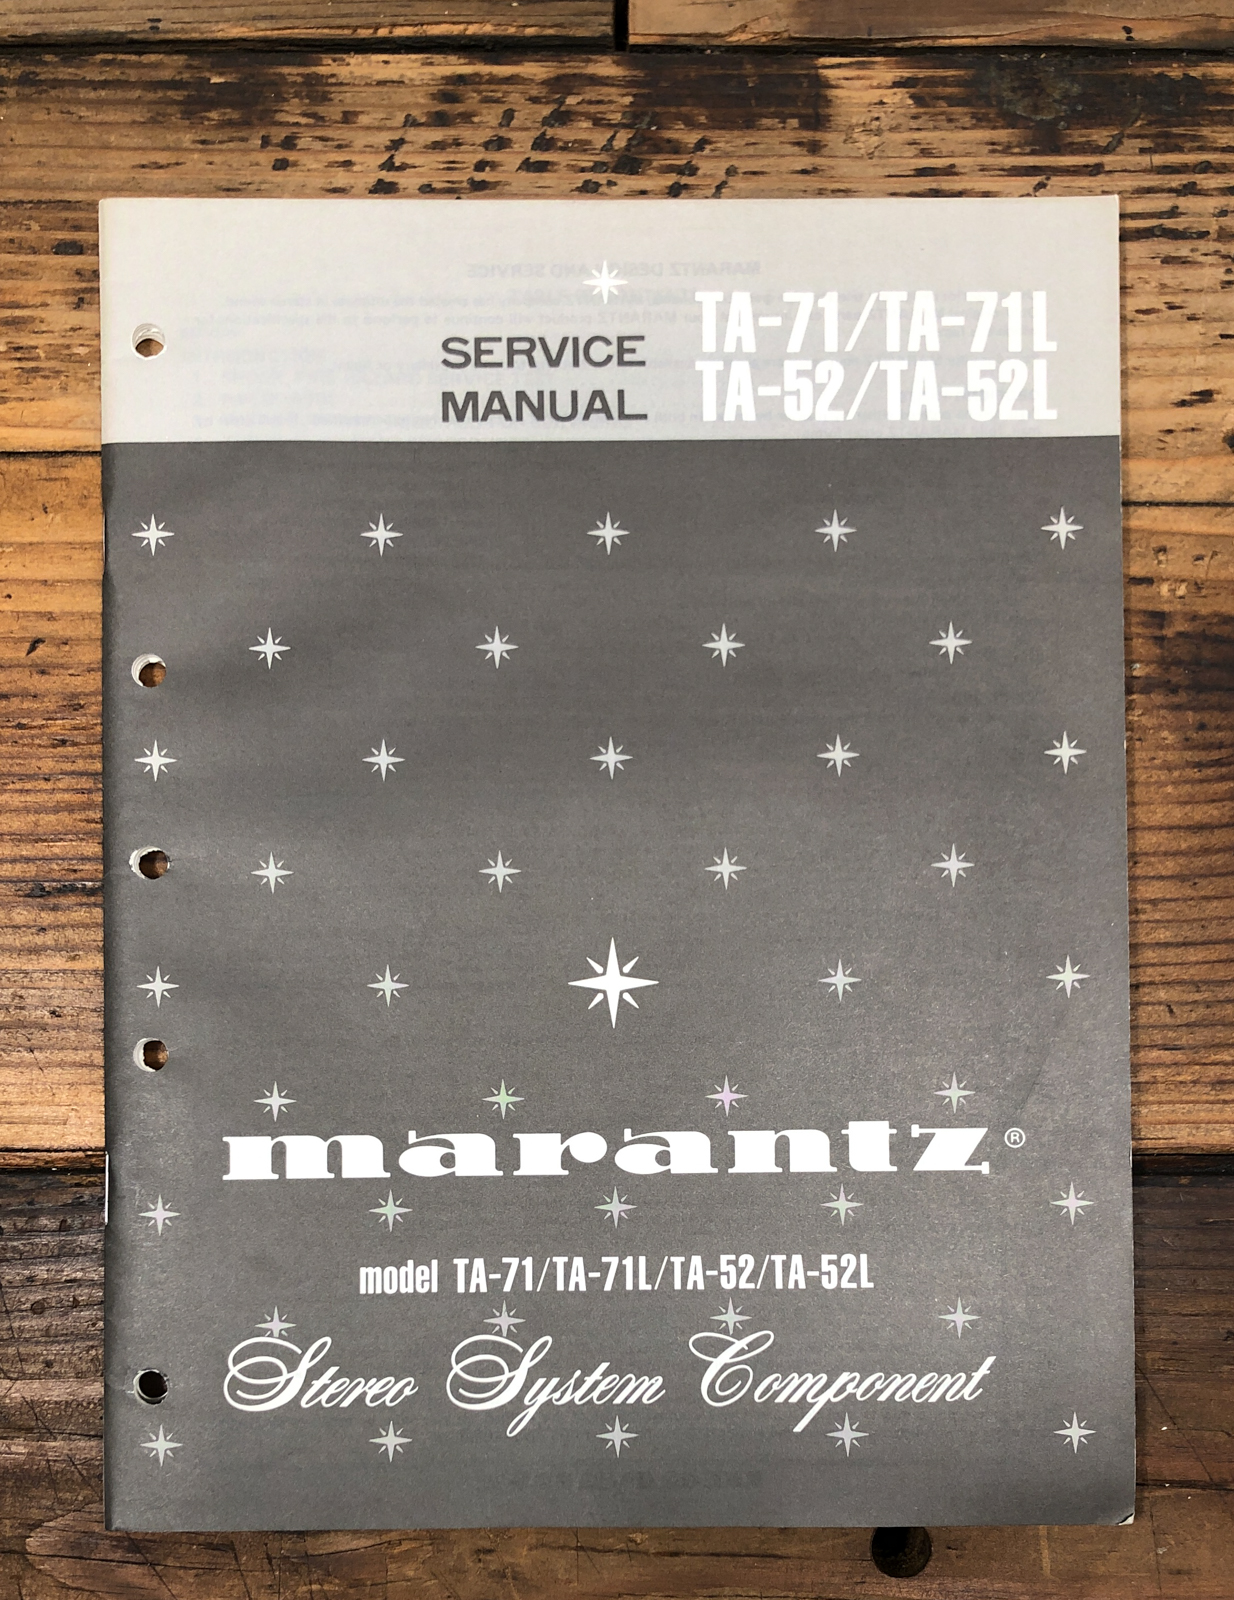 SERVICE
MANUAL
TA-71/TA-71L
TA-52/TA-52L
marantz®
model TA-71/TA-71L/TA-52/TA-52L
Stereo System Component